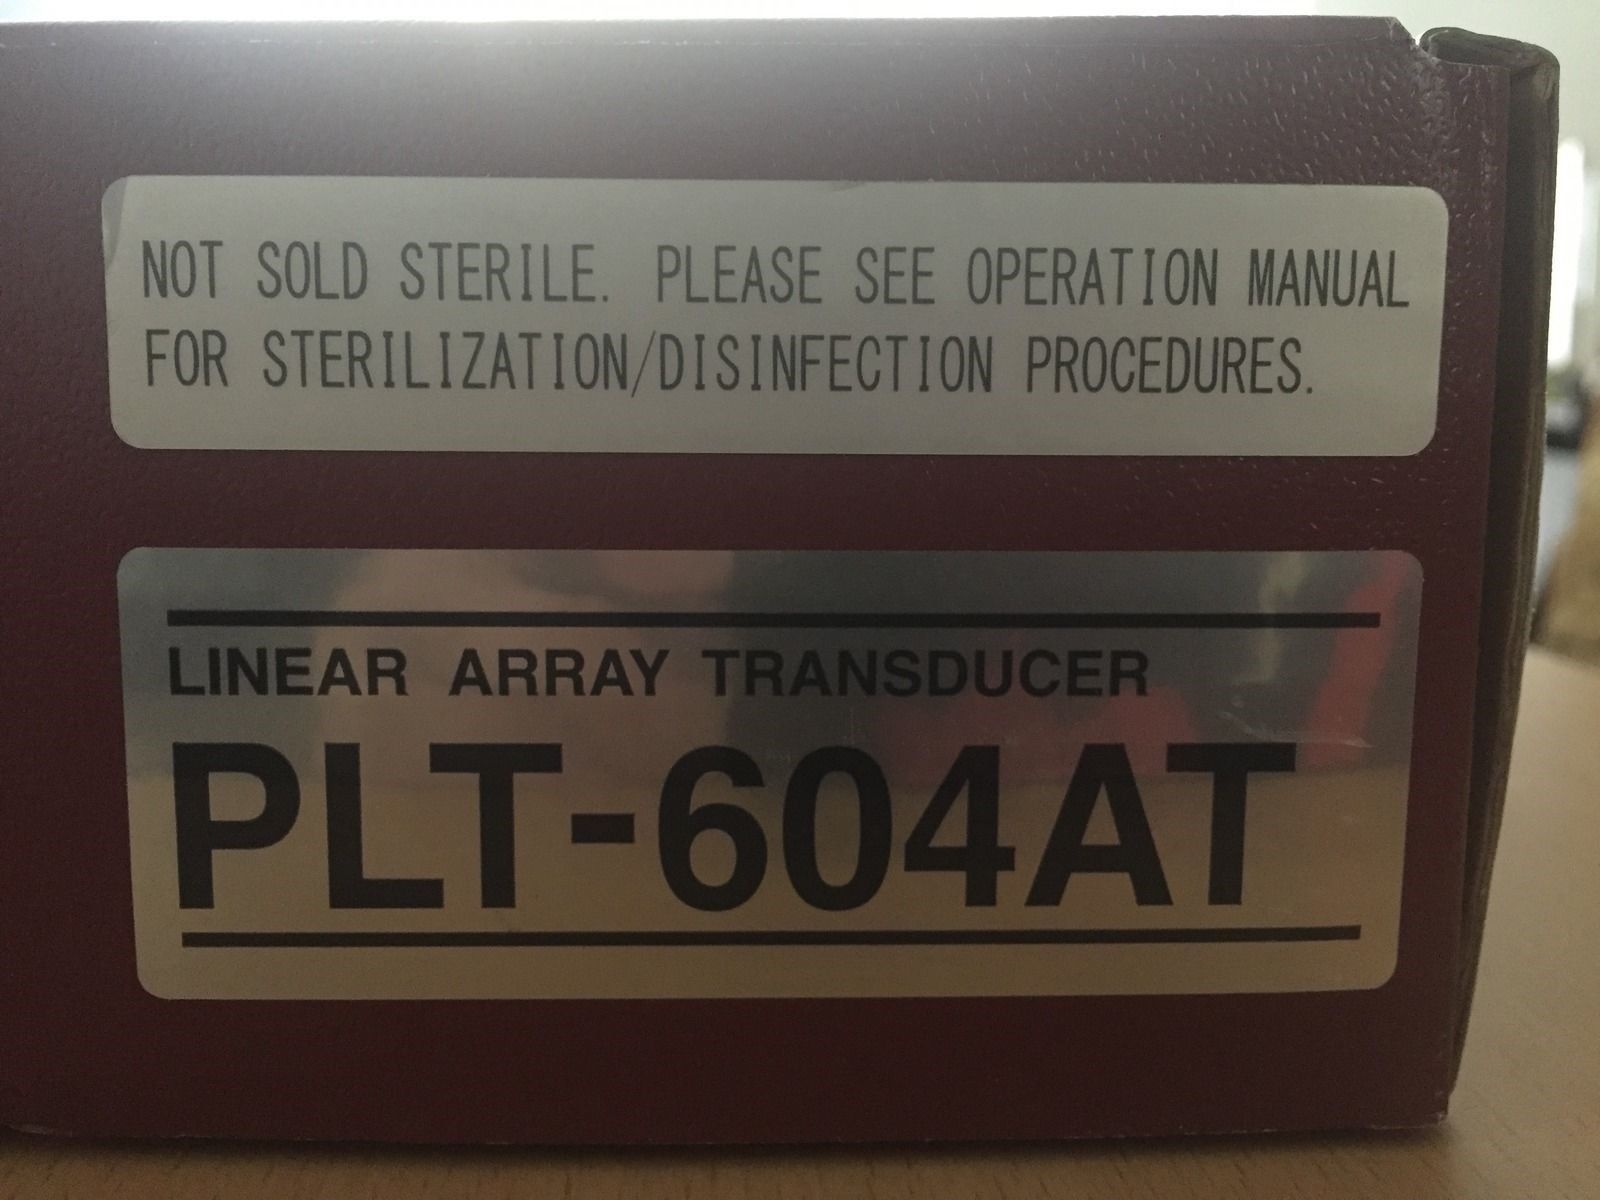 NOT SOLD STERILE. PLEASE SEE OPERATION MANUAL
FOR STERILIZATION/DISINFECTION PROCEDURES.
LINEAR ARRAY TRANSDUCER
PLT-604AT